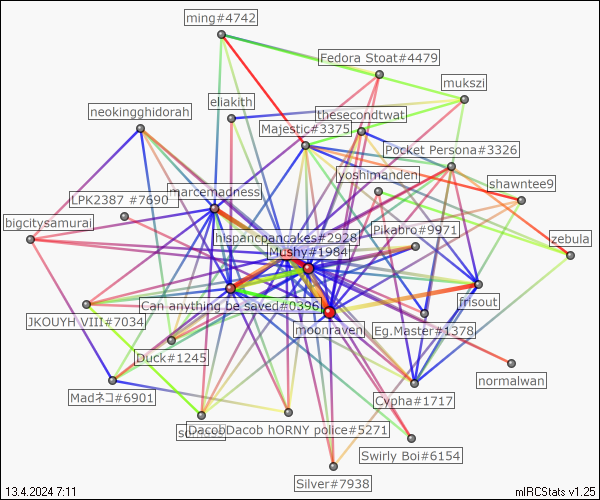 ming#4742
Fedora Stoat#4479
mukszi
eliakith
neokingghidorah
thesecondtwat
Majestic#3375
Pocket Persona#3326
yoshimanden
marcemadness
LPK2387 #7690
shawntee9
bigcitysamurai
Pikabro#9971
hispancpancakes#2928
zebula
Mushy#1984
frisout
Can anything be saved#0396
JKOUYH VIII#7034
moonraven
Eg.Master#1378
Duck#1245
normalwan
Madネコ#6901
Cypha#1717
DacobDacob hORNY police#5271
Swirly Boi#6154
Silver#7938
13.4.2024 7:11
mIRCStats v1.25